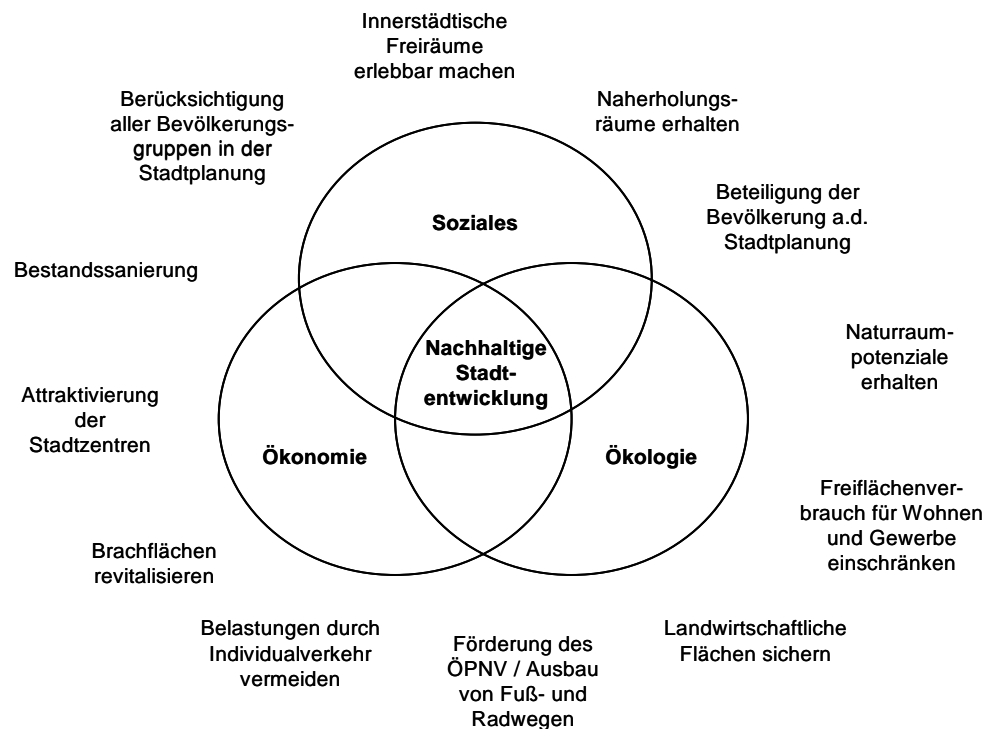 Innerstädtische
Freiräume
erlebbar machen
Berücksichtigung
aller Bevölkerungs-
gruppen in der
Stadtplanung
Naherholungs-
räume erhalten
Beteiligung der
Bevölkerung a.d.
Stadtplanung
Soziales
Bestandssanierung
Nachhaltige
Stadt-
entwicklung
Naturraum-
potenziale
erhalten
Attraktivierung
der
Stadtzentren
Ökonomie
Ökologie
Freiflächenver-
brauch für Wohnen
und Gewerbe
einschränken
Brachflächen
revitalisieren
Belastungen durch
Individualverkehr
vermeiden
Förderung des
ÖPNV / Ausbau
von Fuß- und
Radwegen
Landwirtschaftliche
Flächen sichern